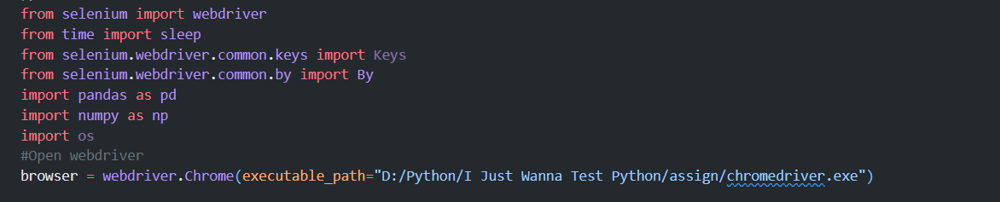 from selenium import webdriver
from time import sleep
from selenium.webdriver.common.keys import Keys
from selenium.webdriver.common.by import By
import pandas as pd
import numpy as np
import os
#Open webdriver
browser = webdriver.Chrome(executable_path="D:/Python/I Just Wanna Test Python/assign/chromedriver.exe")